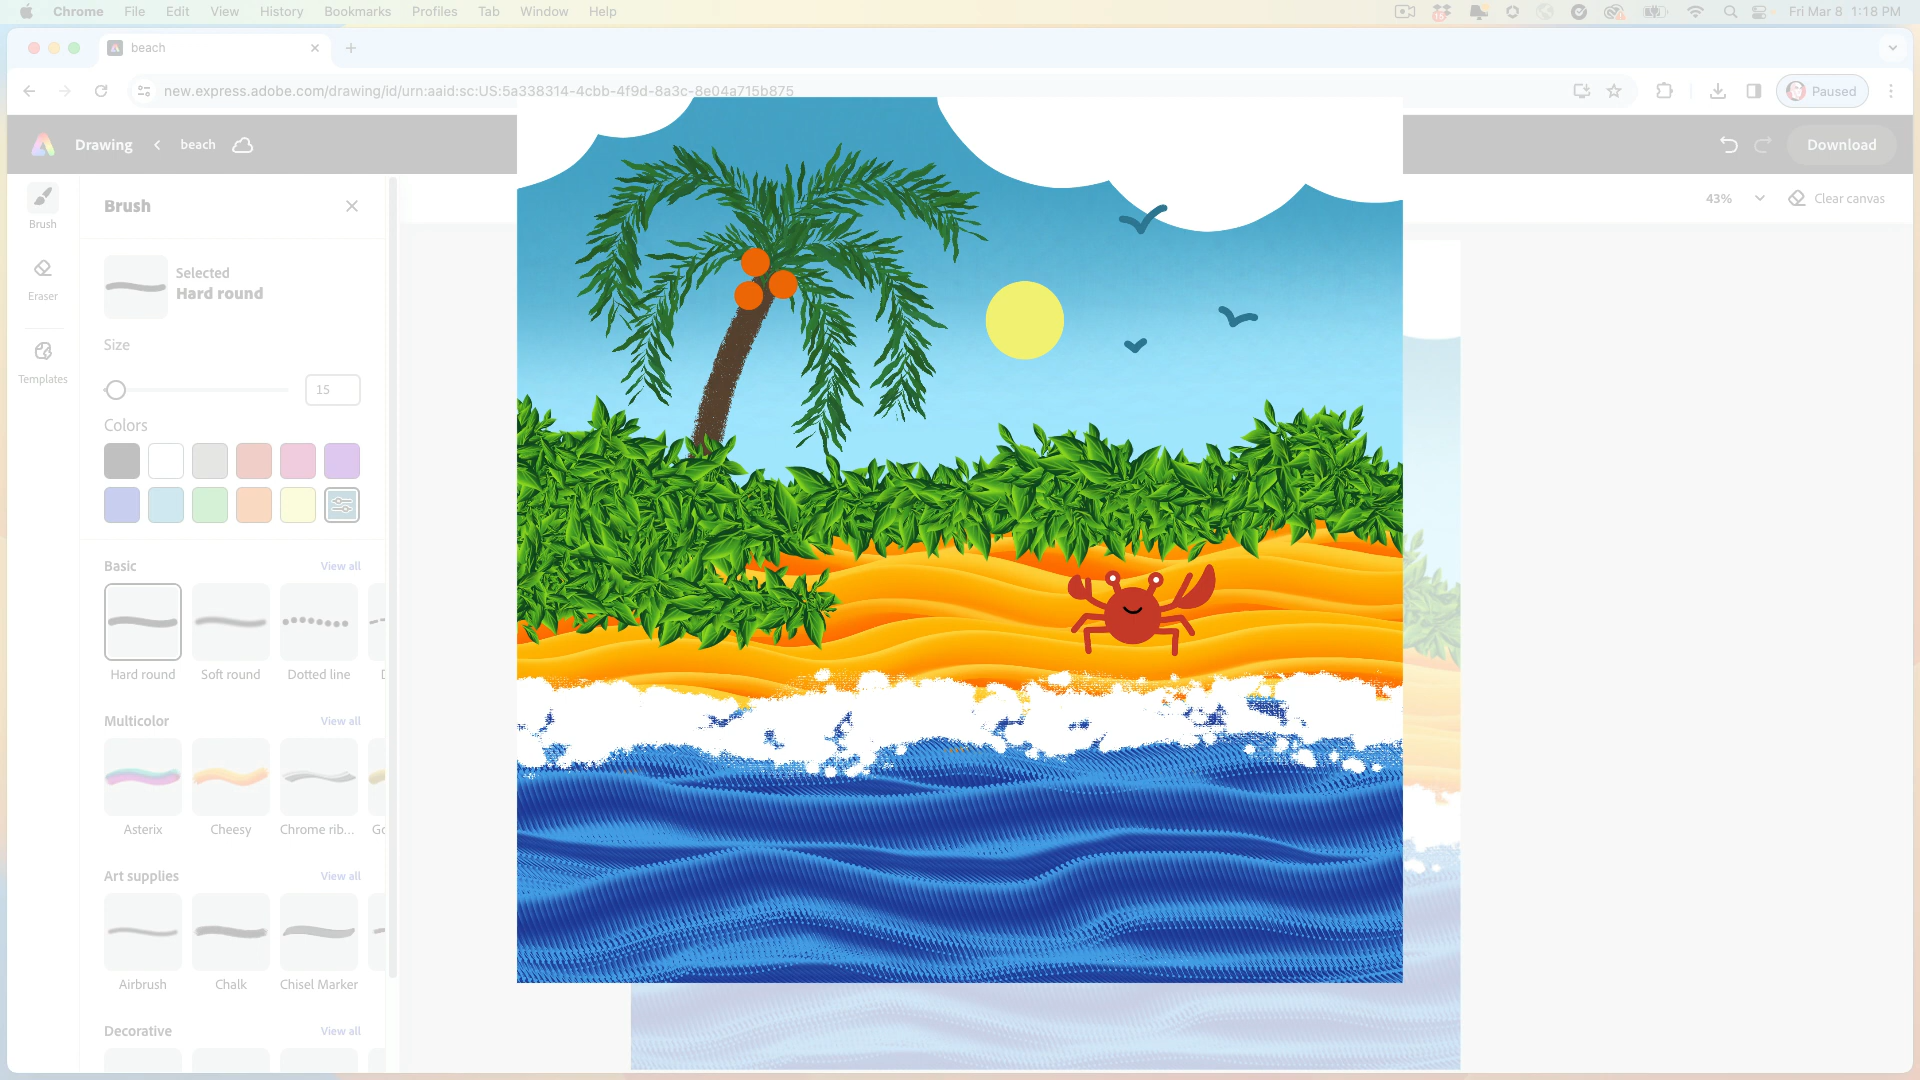 Chrome File Edit View History Bookmarks Profiles Tab Window Help Fri Mar 8 1:18 PM
beach
new.express.adobe.com/drawing/id/urn:aaid:sc:US:5a338314-4cbb-4f9d-8a3c-8e04a715b875 Paused
Drawing beach Download
Brush 43% Clear canvas
Brush
Selected
Hard round
Eraser
Size
Templates
15
Colors
Basic View all
Hard round Soft round Dotted line D
Multicolor View all
Asterix Cheesy Chrome rib... Go
Art supplies View all
Airbrush Chalk Chisel Marker
Decorative View all